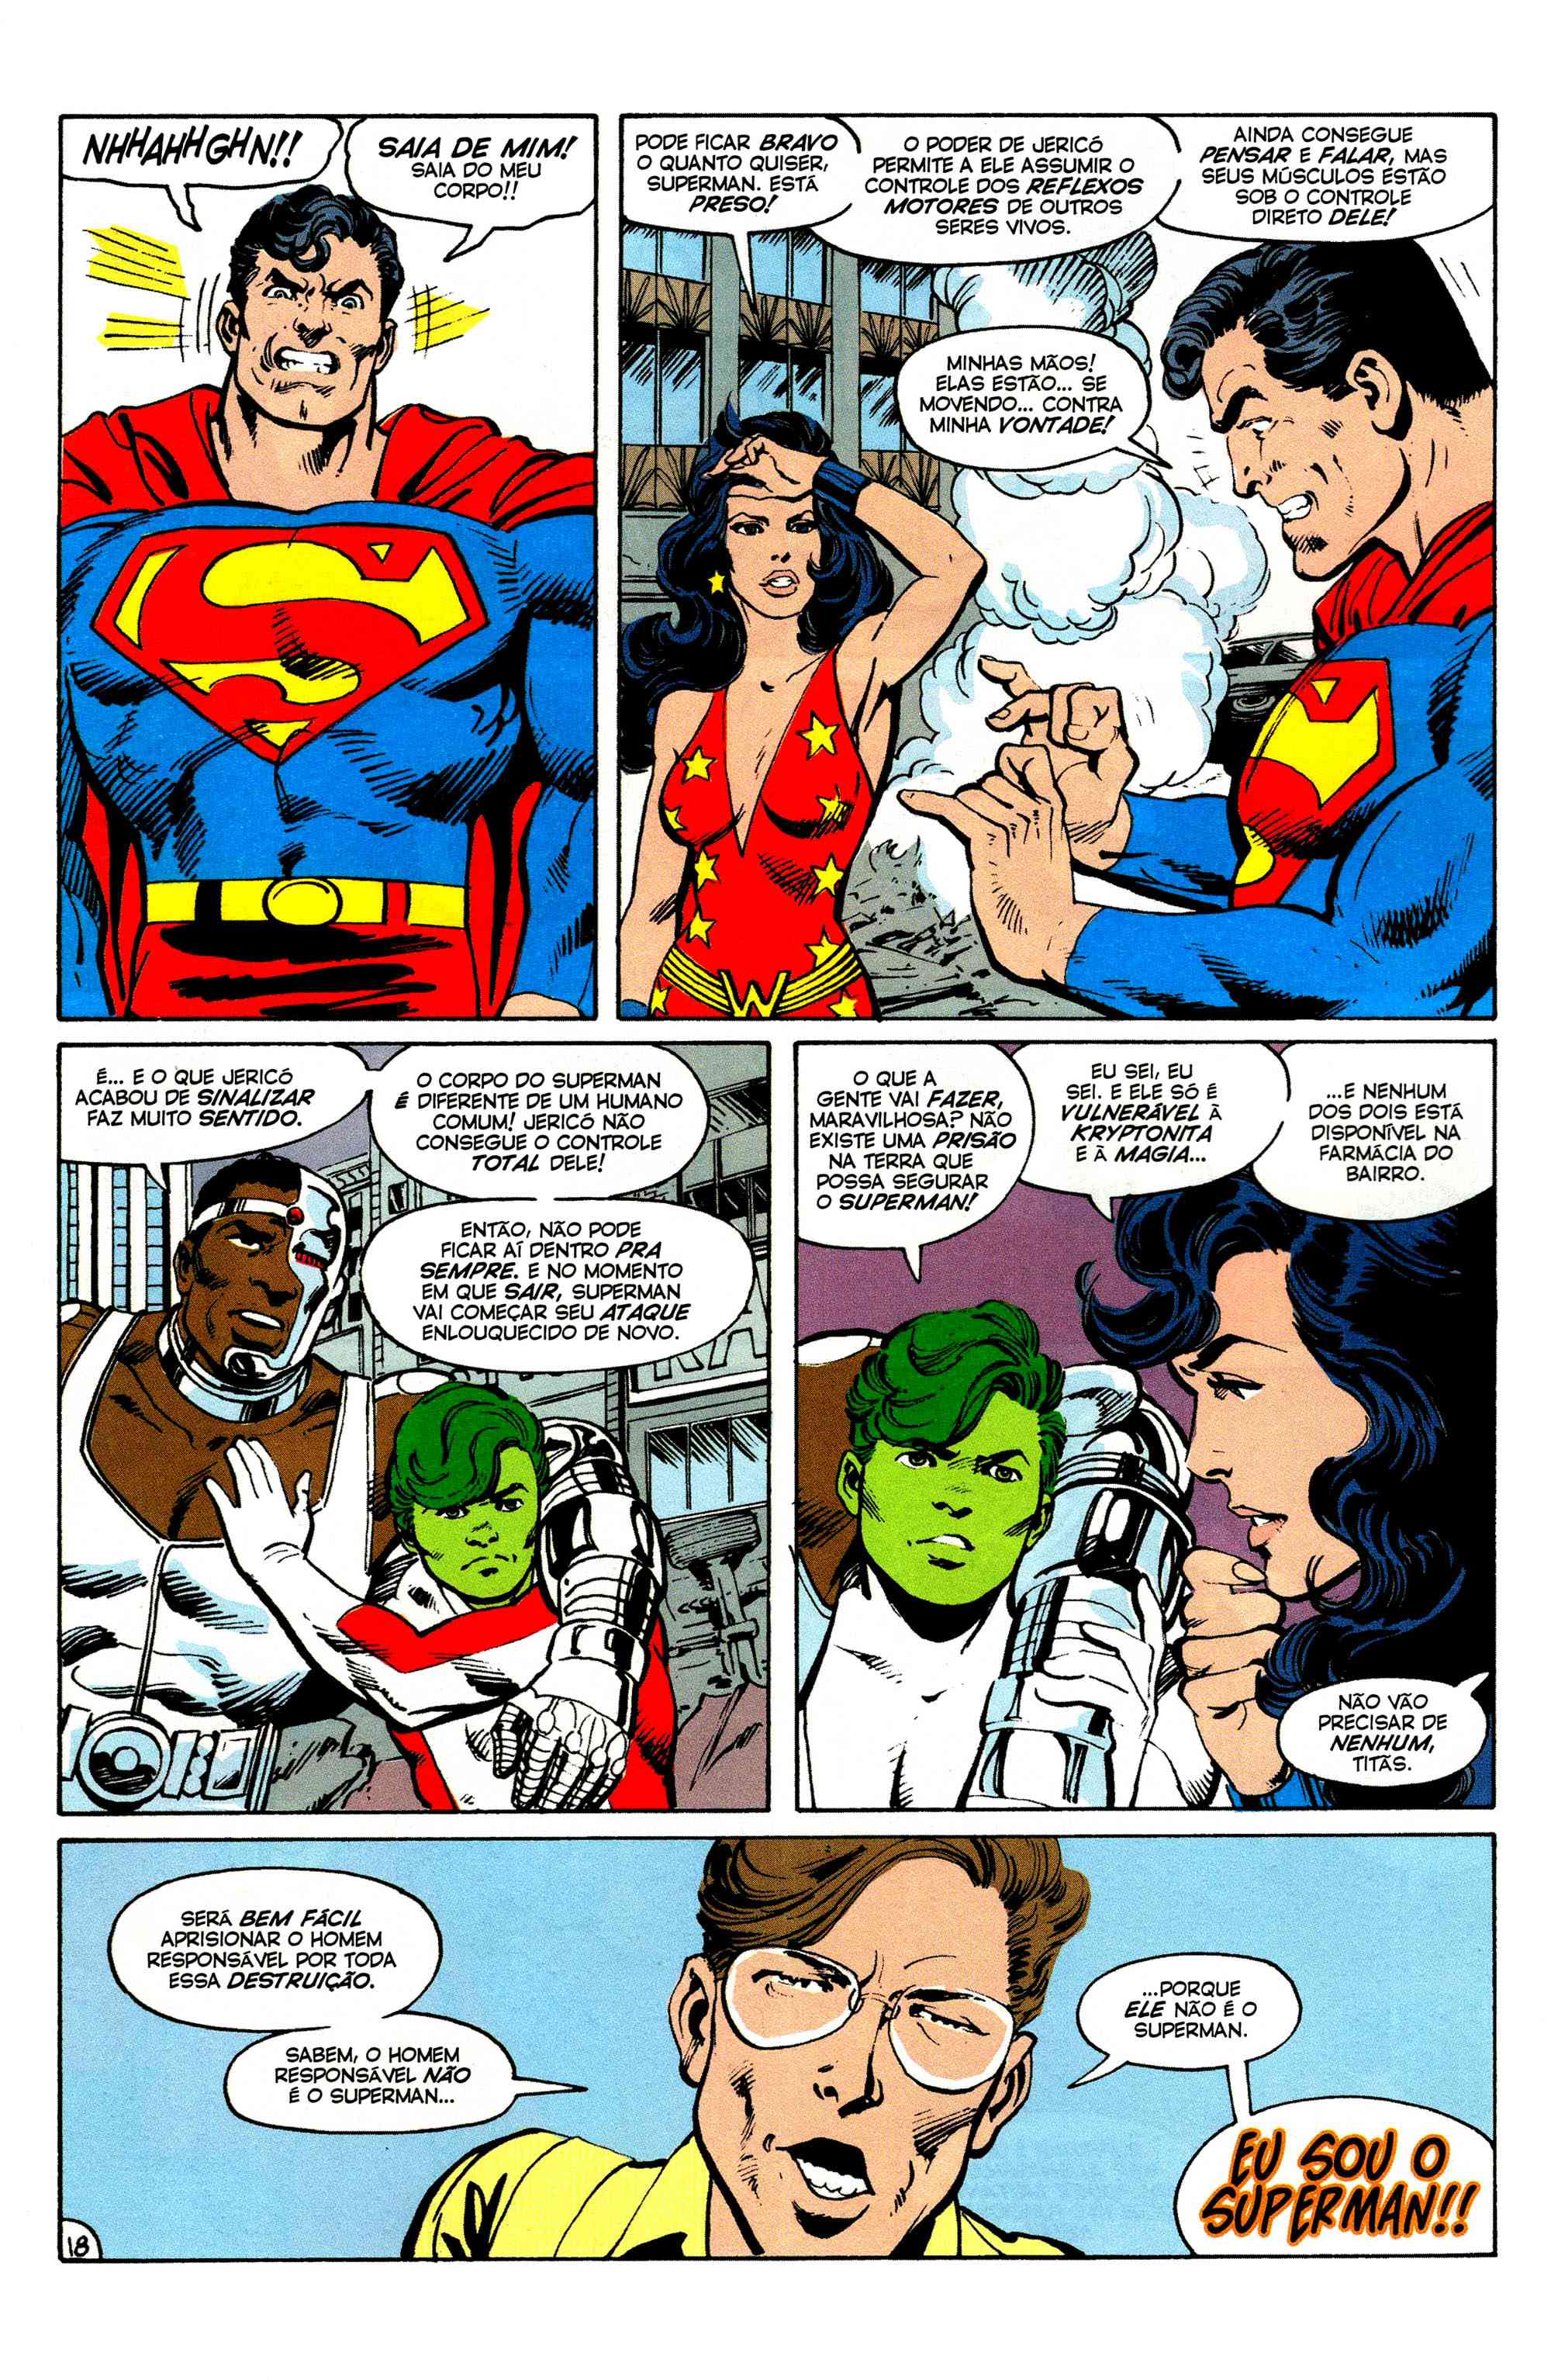 NHHAHHGHN!!
SAIA DE MIM!
SAIA DO MEU
CORPO!!
PODE FICAR BRAVO
O QUANTO QUISER,
SUPERMAN. ESTÁ
PRESO!
O PODER DE JERICÓ
PERMITE A ELE ASSUMIR O
CONTROLE DOS REFLEXOS
MOTORES DE OUTROS
SERES VIVOS.
AINDA CONSEGUE
PENSAR E FALAR, MAS
SEUS MÚSCULOS ESTÃO
SOB O CONTROLE
DIRETO DELE!
MINHAS MÃOS!
ELAS ESTÃO... SE
MOVENDO... CONTRA
MINHA VONTADE!
É... E O QUE JERICÓ
ACABOU DE SINALIZAR
FAZ MUITO SENTIDO.
O CORPO DO SUPERMAN
É DIFERENTE DE UM HUMANO
COMUM! JERICÓ NÃO
CONSEGUE O CONTROLE
TOTAL DELE!
ENTÃO, NÃO PODE
FICAR AÍ DENTRO PRA
SEMPRE. E NO MOMENTO
EM QUE SAIR, SUPERMAN
VAI COMEÇAR SEU ATAQUE
ENLOUQUECIDO DE NOVO.
O QUE A
GENTE VAI FAZER,
MARAVILHOSA? NÃO
EXISTE UMA PRISÃO
NA TERRA QUE
POSSA SEGURAR
O SUPERMAN!
EU SEI, EU
SEI. E ELE SÓ É
VULNERÁVEL À
KRYPTONITA
E À MAGIA...
...E NENHUM
DOS DOIS ESTÁ
DISPONÍVEL NA
FARMÁCIA DO
BAIRRO.
NÃO VÃO
PRECISAR DE
NENHUM,
TITÃS.
SERÁ BEM FÁCIL
APRISIONAR O HOMEM
RESPONSÁVEL POR TODA
ESSA DESTRUIÇÃO.
SABEM, O HOMEM
RESPONSÁVEL NÃO
É O SUPERMAN...
...PORQUE
ELE NÃO É O
SUPERMAN.
EU SOU O
SUPERMAN!!
18